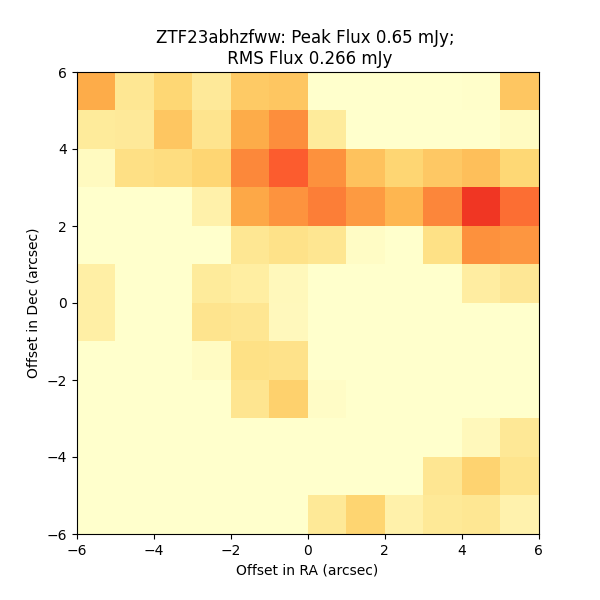 ZTF23abhzfww: Peak Flux 0.65 mJy;
RMS Flux 0.266 mJy
6
4
2
0
−2
−4
−6
Offset in Dec (arcsec)
−6 −4 −2 0 2 4 6
Offset in RA (arcsec)